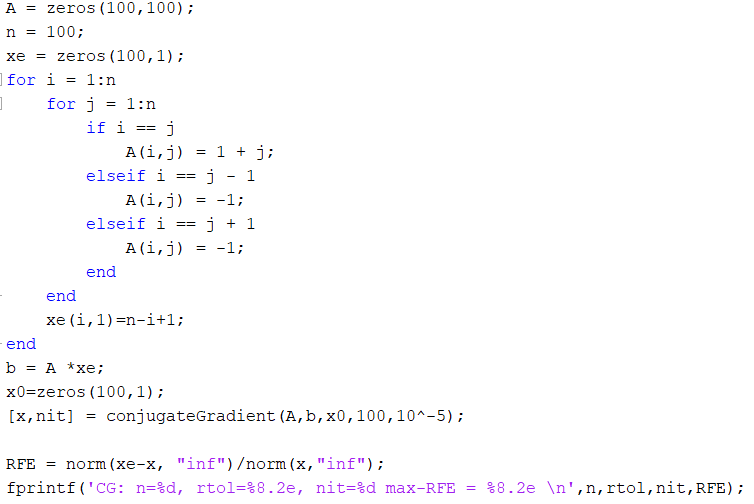 A = zeros(100,100);
n = 100;
xe = zeros(100,1);
for i = 1:n
    for j = 1:n
        if i == j
            A(i,j) = 1 + j;
        elseif i == j - 1
            A(i,j) = -1;
        elseif i == j + 1
            A(i,j) = -1;
        end
    end
    xe(i,1)=n-i+1;
end
b = A *xe;
x0=zeros(100,1);
[x,nit] = conjugateGradient(A,b,x0,100,10^-5);
RFE = norm(xe-x, "inf")/norm(x,"inf");
fprintf('CG: n=%d, rtol=%8.2e, nit=%d max-RFE = %8.2e \n',n,rtol,nit,RFE);